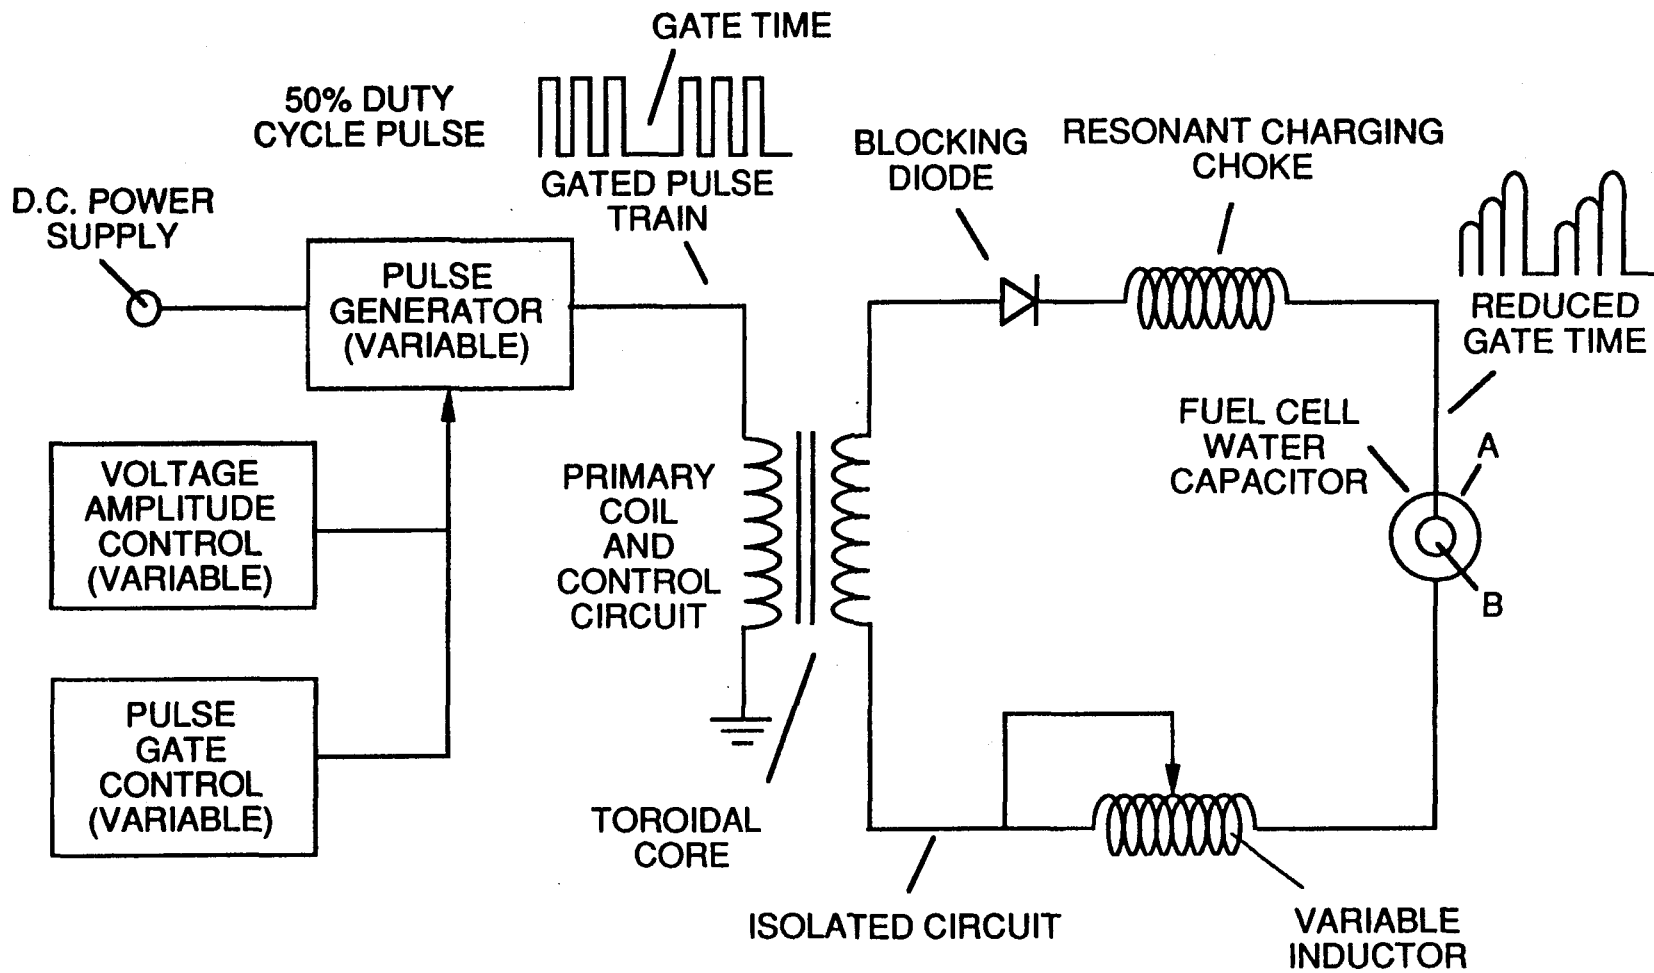 GATE TIME
50% DUTY
CYCLE PULSE
GATED PULSE
TRAIN
D.C. POWER
SUPPLY
PULSE
GENERATOR
(VARIABLE)
BLOCKING
DIODE
RESONANT CHARGING
CHOKE
REDUCED
GATE TIME
VOLTAGE
AMPLITUDE
CONTROL
(VARIABLE)
PRIMARY
COIL
AND
CONTROL
CIRCUIT
FUEL CELL
WATER
CAPACITOR
A
B
PULSE
GATE
CONTROL
(VARIABLE)
TOROIDAL
CORE
ISOLATED CIRCUIT
VARIABLE
INDUCTOR